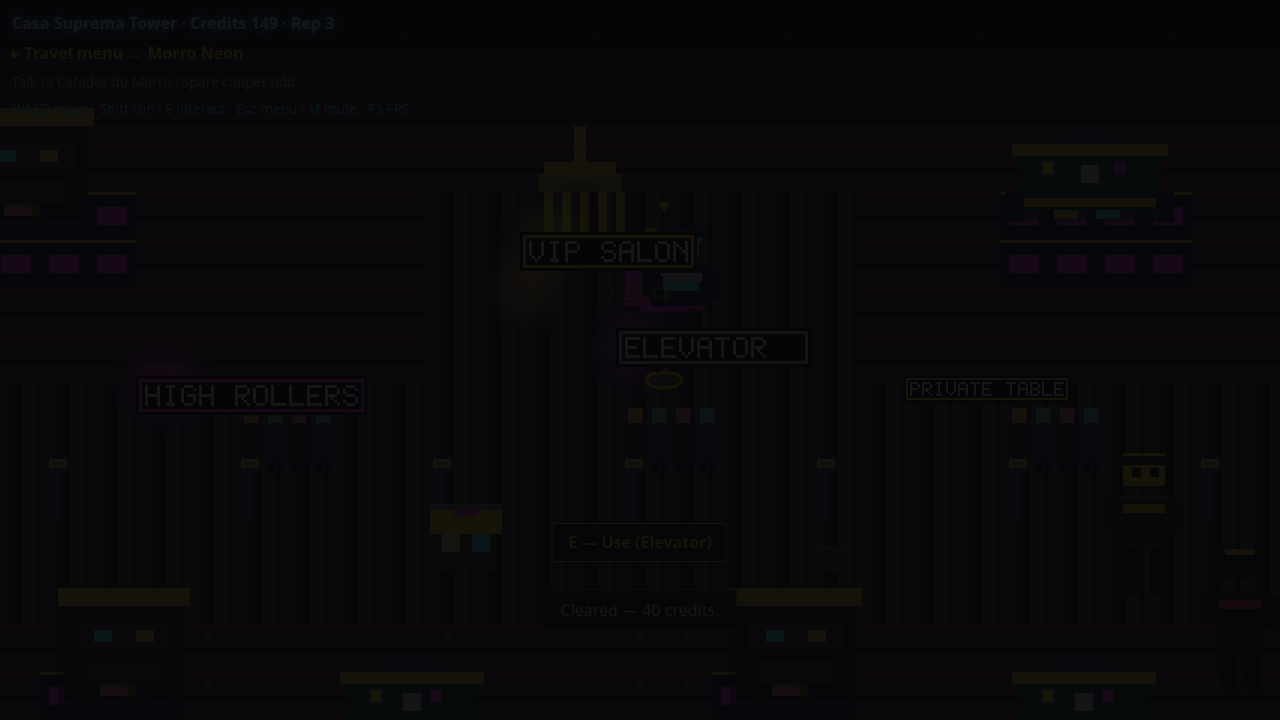 Casa Suprema Tower · Credits 149 · Rep 3
▸ Travel menu → Morro Neon
Talk to Catador do Morro · Spare copper odd
WASD move · Shift run · E interact · Esc menu · M mute · F3 FPS
VIP SALON
ELEVATOR
HIGH ROLLERS
PRIVATE TABLE
E — Use (Elevator)
Cleared — 40 credits.